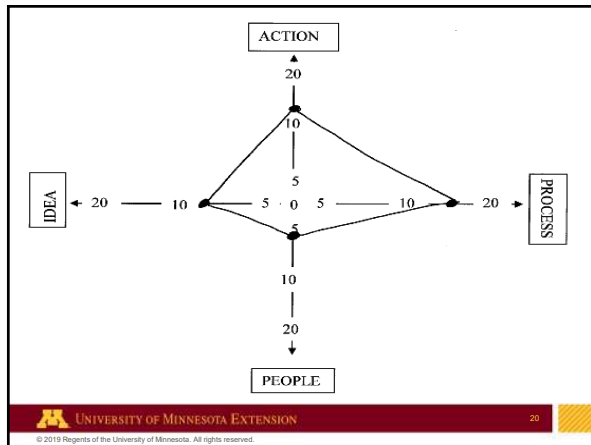 ACTION
20
10
5
IDEA
20
10
5
0
5
10
20
PROCESS
5
10
20
PEOPLE
UNIVERSITY OF MINNESOTA EXTENSION
20
© 2019 Regents of the University of Minnesota. All rights reserved.